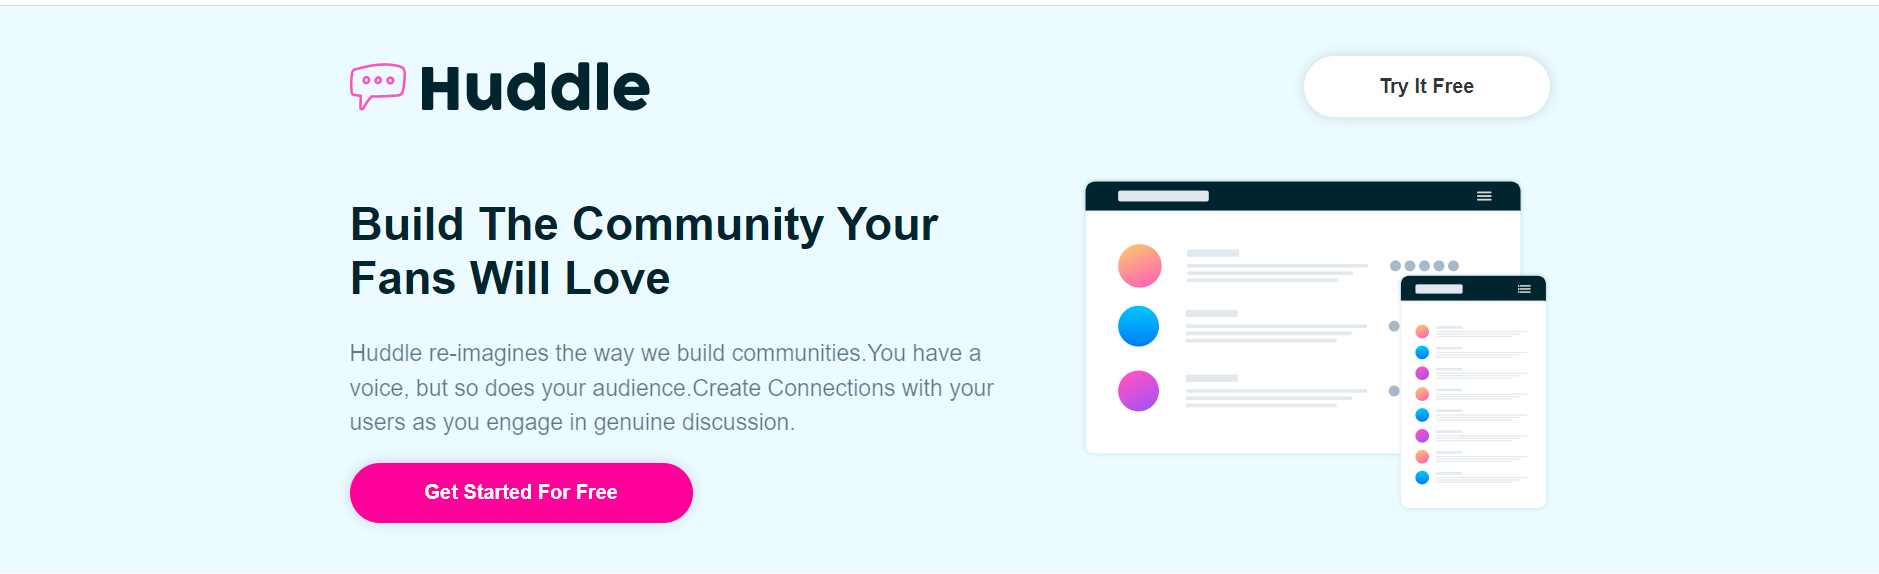 Huddle
Try It Free
Build The Community Your
Fans Will Love
Huddle re-imagines the way we build communities.You have a
voice, but so does your audience.Create Connections with your
users as you engage in genuine discussion.
Get Started For Free